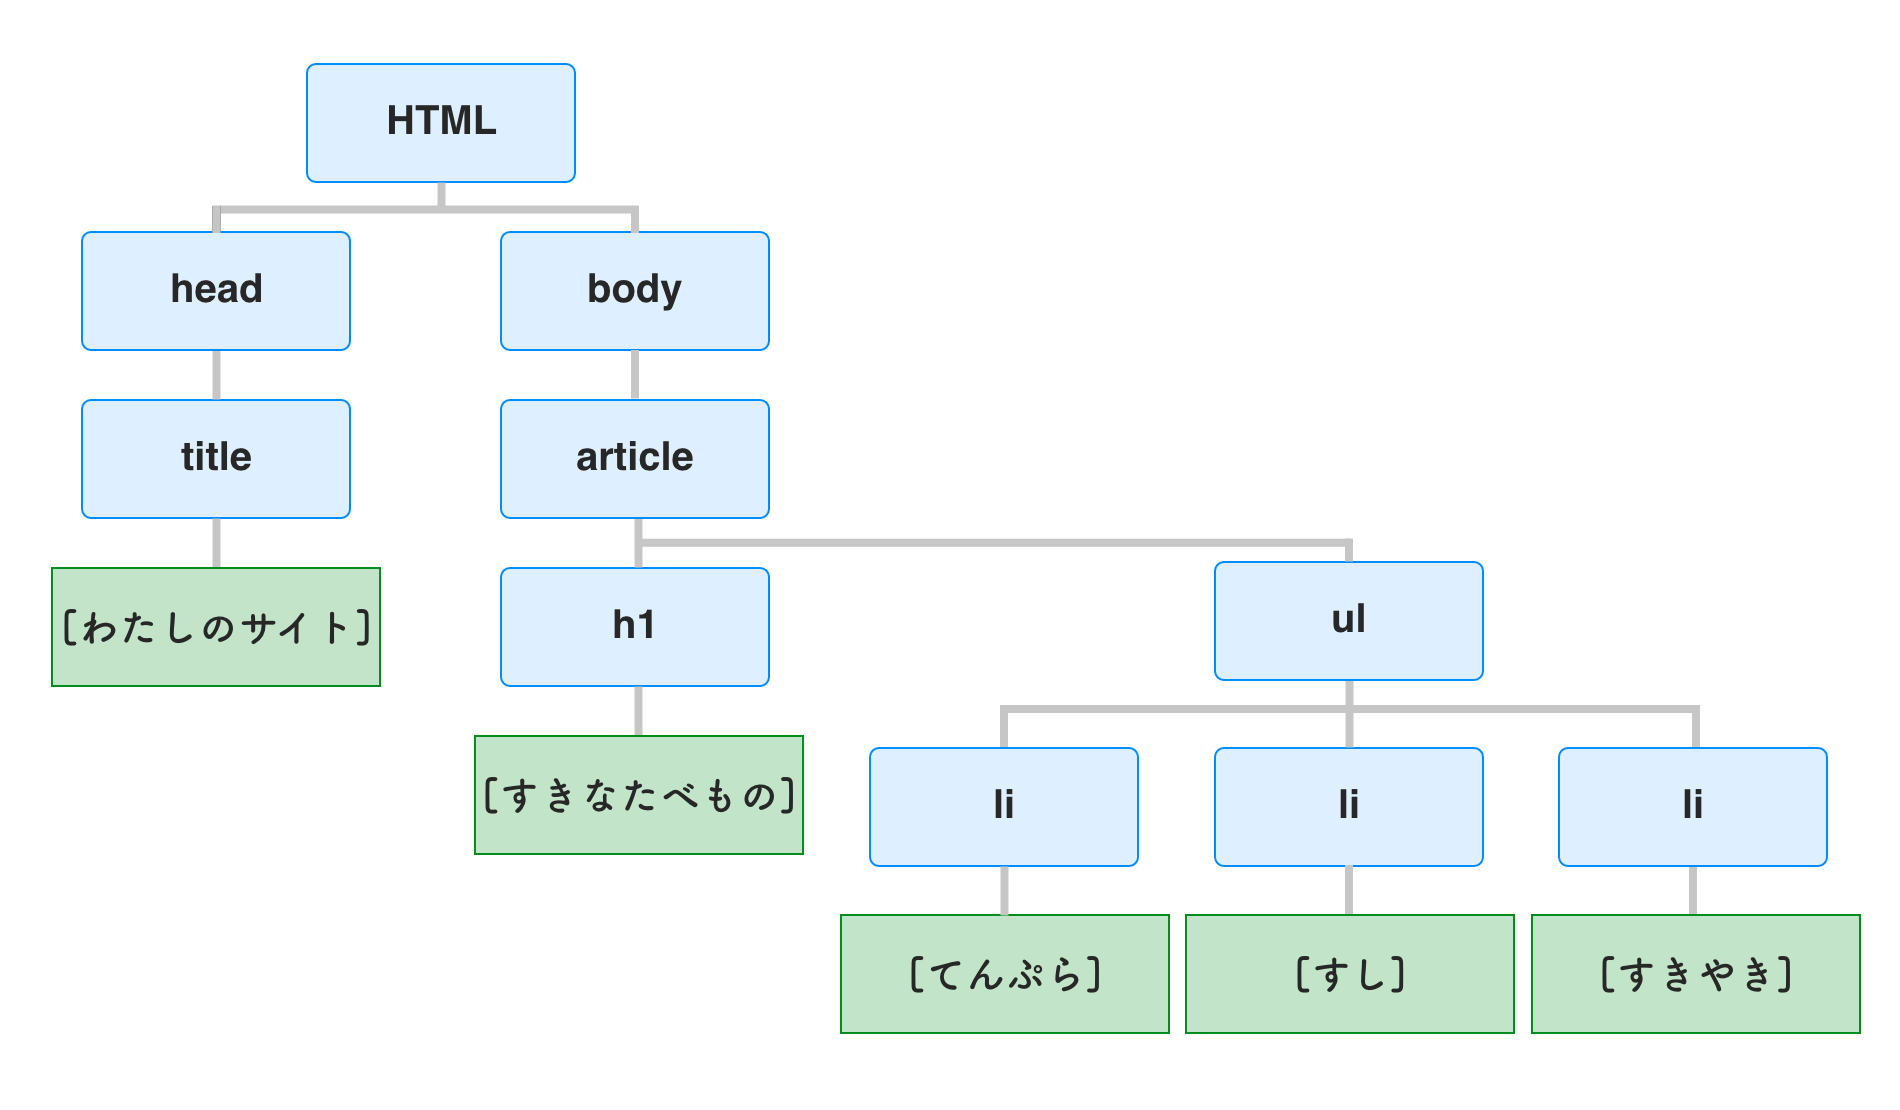 HTML
head
body
title
article
[わたしのサイト]
h1
ul
[すきなたべもの]
li
li
li
[てんぷら]
[すし]
[すきやき]